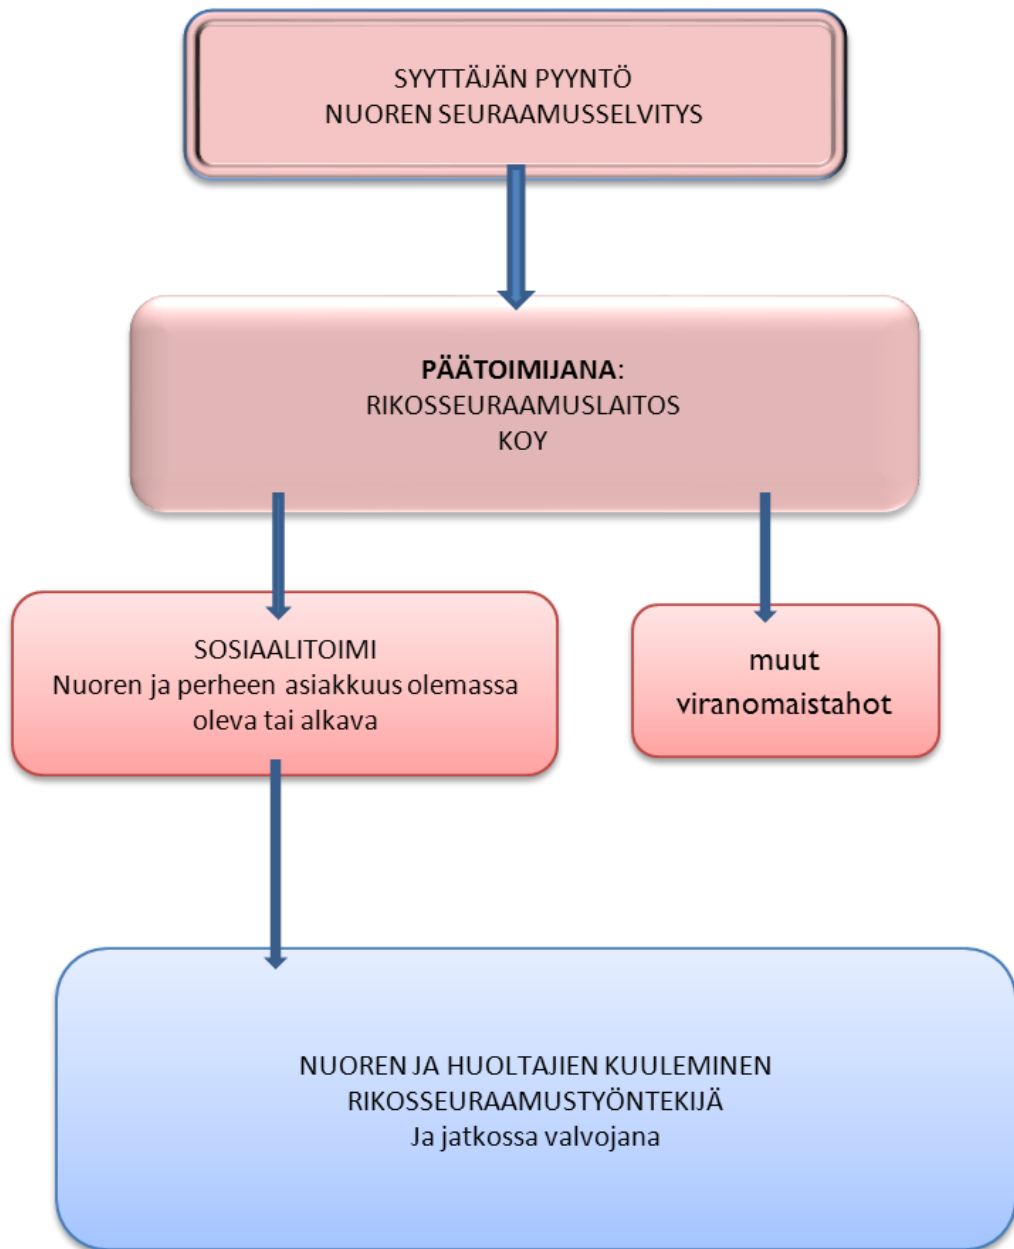 SYYTTÄJÄN PYYNTÖ
NUOREN SEURAAMUSSELVITYS
PÄÄTOIMIJANA:
RIKOSSEURAAMUSLAITOS
KOY
SOSIAALITOIMI
Nuoren ja perheen asiakkuus olemassa
oleva tai alkava
muut
viranomaistahot
NUOREN JA HUOLTAJIEN KUULEMINEN
RIKOSSEURAAMUSTYÖNTEKIJÄ
Ja jatkossa valvojana